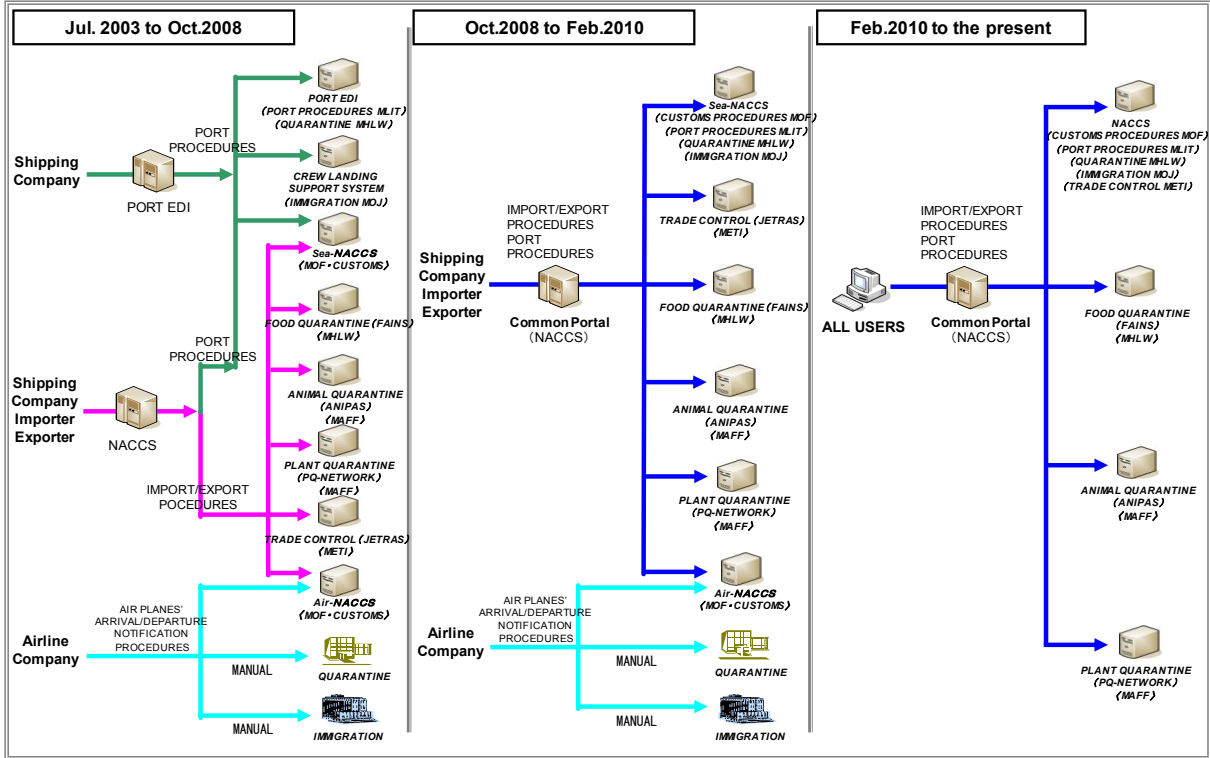 Jul. 2003 to Oct.2008
PORT EDI
(PORT PROCEDURES MLIT)
(QUARANTINE MHLW)
PORT
PROCEDURES
Shipping
Company
PORT EDI
CREW LANDING
SUPPORT SYSTEM
(IMMIGRATION MOJ)
Sea-NACCS
《MOF・CUSTOMS》
FOOD QUARANTINE (FAINS)
《MHLW》
PORT
PROCEDURES
Shipping
Company
Importer
Exporter
NACCS
ANIMAL QUARANTINE
(ANIPAS)
《MAFF》
PLANT QUARANTINE
(PQ-NETWORK)
《MAFF》
IMPORT/EXPORT
POCEDURES
TRADE CONTROL (JETRAS)
《METI》
Air-NACCS
《MOF・CUSTOMS》
AIR PLANES'
ARRIVAL/DEPARTURE
NOTIFICATION
PROCEDURES
Airline
Company
MANUAL
QUARANTINE
MANUAL
IMMIGRATION
Oct.2008 to Feb.2010
Sea-NACCS
(CUSTOMS PROCEDURES MOF)
(PORT PROCEDURES MLIT)
(QUARANTINE MHLW)
(IMMIGRATION MOJ)
IMPORT/EXPORT
PROCEDURES
PORT
PROCEDURES
TRADE CONTROL (JETRAS)
《METI》
Shipping
Company
Importer
Exporter
Common Portal
（NACCS）
FOOD QUARANTINE (FAINS)
《MHLW》
ANIMAL QUARANTINE
(ANIPAS)
《MAFF》
PLANT QUARANTINE
(PQ-NETWORK)
《MAFF》
Air-NACCS
《MOF・CUSTOMS》
AIR PLANES'
ARRIVAL/DEPARTURE
NOTIFICATION
PROCEDURES
Airline
Company
MANUAL
QUARANTINE
MANUAL
IMMIGRATION
Feb.2010 to the present
NACCS
(CUSTOMS PROCEDURES MOF)
(PORT PROCEDURES MLIT)
(QUARANTINE MHLW)
(IMMIGRATION MOJ)
(TRADE CONTROL METI)
IMPORT/EXPORT
PROCEDURES
PORT
PROCEDURES
ALL USERS
Common Portal
（NACCS）
FOOD QUARANTINE
(FAINS)
《MHLW》
ANIMAL QUARANTINE
(ANIPAS)
《MAFF》
PLANT QUARANTINE
(PQ-NETWORK)
《MAFF》